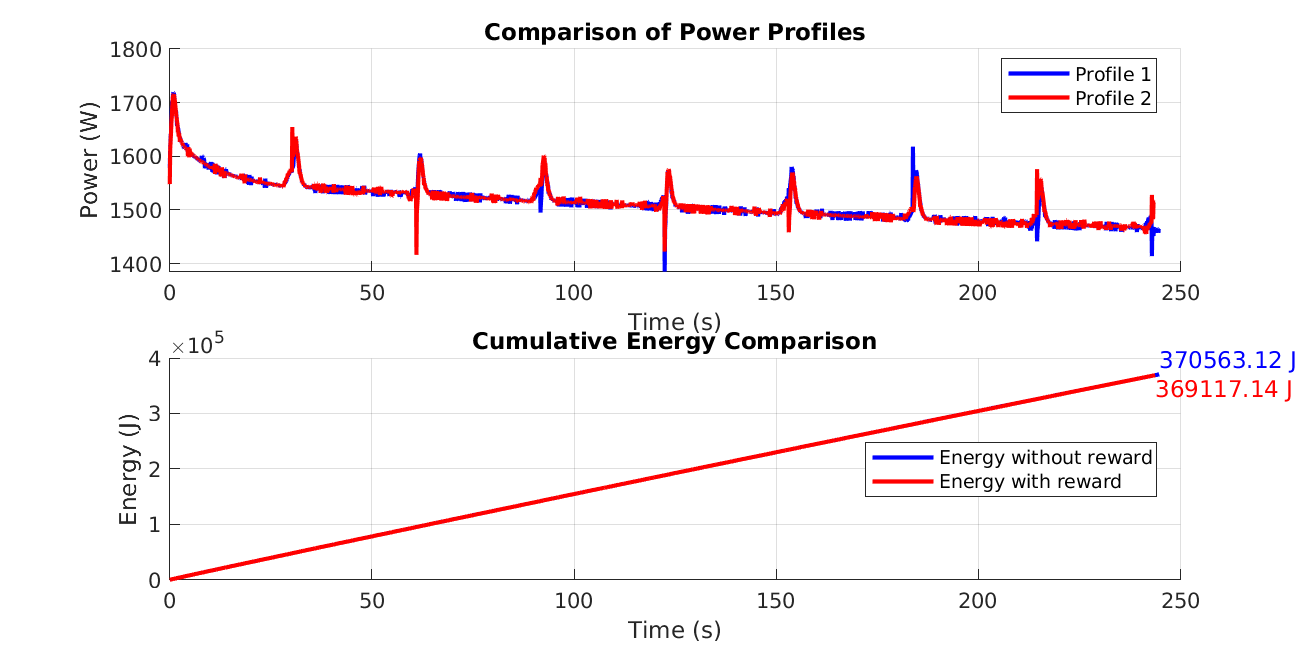 Comparison of Power Profiles
1800
1700
1600
1500
1400
Power (W)
Profile 1
Profile 2
0 50 100 150 200 250
Time (s)
Cumulative Energy Comparison
×10⁵
4
3
2
1
0
Energy (J)
370563.12 J
369117.14 J
Energy without reward
Energy with reward
0 50 100 150 200 250
Time (s)